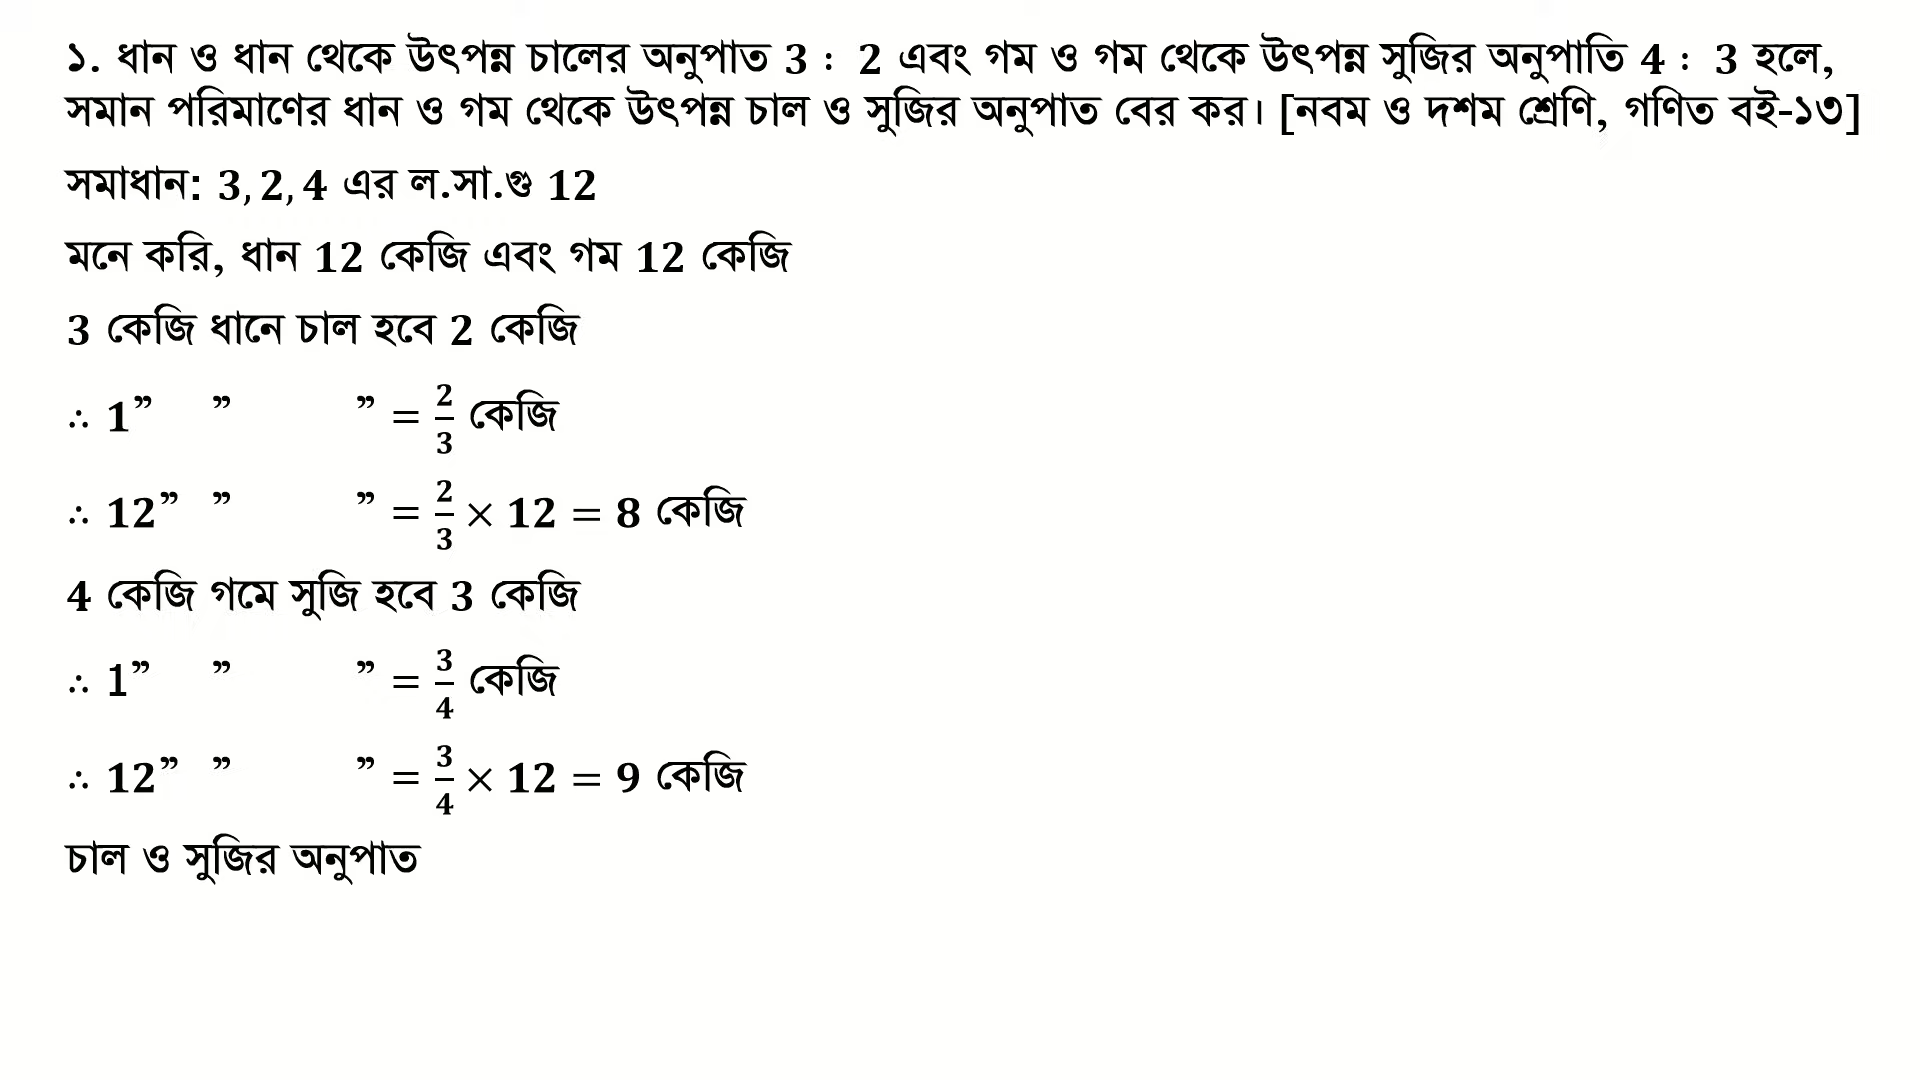 ১. ধান ও ধান থেকে উৎপন্ন চালের অনুপাত 3 : 2 এবং গম ও গম থেকে উৎপন্ন সুজির অনুপাতি 4 : 3 হলে,
সমান পরিমাণের ধান ও গম থেকে উৎপন্ন চাল ও সুজির অনুপাত বের কর। [নবম ও দশম শ্রেণি, গণিত বই-১৩]
সমাধান: 3, 2, 4 এর ল.সা.গু 12
মনে করি, ধান 12 কেজি এবং গম 12 কেজি
3 কেজি ধানে চাল হবে 2 কেজি
∴ 1” ” ” = 2/3 কেজি
∴ 12” ” ” = 2/3 × 12 = 8 কেজি
4 কেজি গমে সুজি হবে 3 কেজি
∴ 1” ” ” = 3/4 কেজি
∴ 12” ” ” = 3/4 × 12 = 9 কেজি
চাল ও সুজির অনুপাত